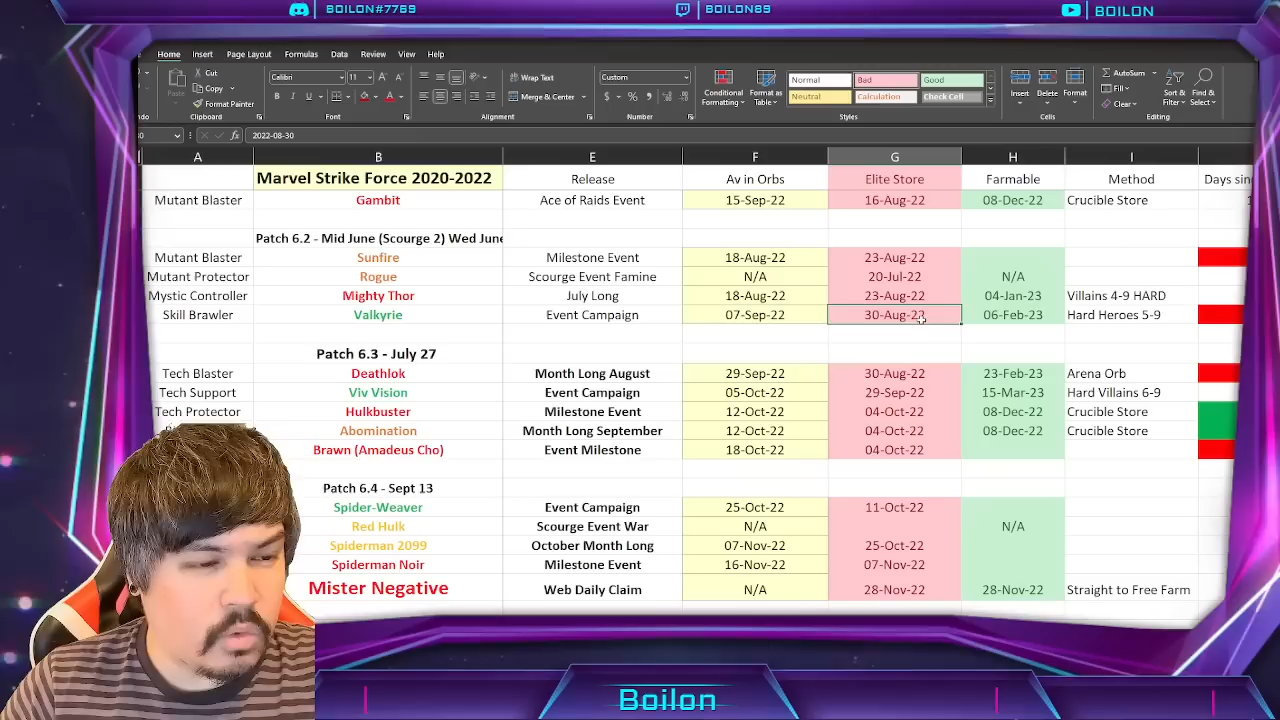 BOILON#7769 BOILON89 BOILON
Home Insert Page Layout Formulas Data Review View Help
Cut
Copy
Format Painter
Paste
Clipboard
Calibri 11
Font
Wrap Text
Merge & Center
Alignment
Custom
Number
Conditional Formatting
Format as Table
Normal Bad Good
Neutral Calculation Check Cell
Styles
Insert Delete Format
Cells
AutoSum
Fill
Clear
Sort & Filter
Find & Select
Editing
fx 2022-08-30
A B E F G H I
Marvel Strike Force 2020-2022 Release Av in Orbs Elite Store Farmable Method Days sin
Mutant Blaster Gambit Ace of Raids Event 15-Sep-22 16-Aug-22 08-Dec-22 Crucible Store
Patch 6.2 - Mid June (Scourge 2) Wed June
Mutant Blaster Sunfire Milestone Event 18-Aug-22 23-Aug-22
Mutant Protector Rogue Scourge Event Famine N/A 20-Jul-22 N/A
Mystic Controller Mighty Thor July Long 18-Aug-22 23-Aug-22 04-Jan-23 Villains 4-9 HARD
Skill Brawler Valkyrie Event Campaign 07-Sep-22 30-Aug-22 06-Feb-23 Hard Heroes 5-9
Patch 6.3 - July 27
Tech Blaster Deathlok Month Long August 29-Sep-22 30-Aug-22 23-Feb-23 Arena Orb
Tech Support Viv Vision Event Campaign 05-Oct-22 29-Sep-22 15-Mar-23 Hard Villains 6-9
Tech Protector Hulkbuster Milestone Event 12-Oct-22 04-Oct-22 08-Dec-22 Crucible Store
Abomination Month Long September 12-Oct-22 04-Oct-22 08-Dec-22 Crucible Store
Brawn (Amadeus Cho) Event Milestone 18-Oct-22 04-Oct-22
Patch 6.4 - Sept 13
Spider-Weaver Event Campaign 25-Oct-22 11-Oct-22
Red Hulk Scourge Event War N/A N/A
Spiderman 2099 October Month Long 07-Nov-22 25-Oct-22
Spiderman Noir Milestone Event 16-Nov-22 07-Nov-22
Mister Negative Web Daily Claim N/A 28-Nov-22 28-Nov-22 Straight to Free Farm
Boilon